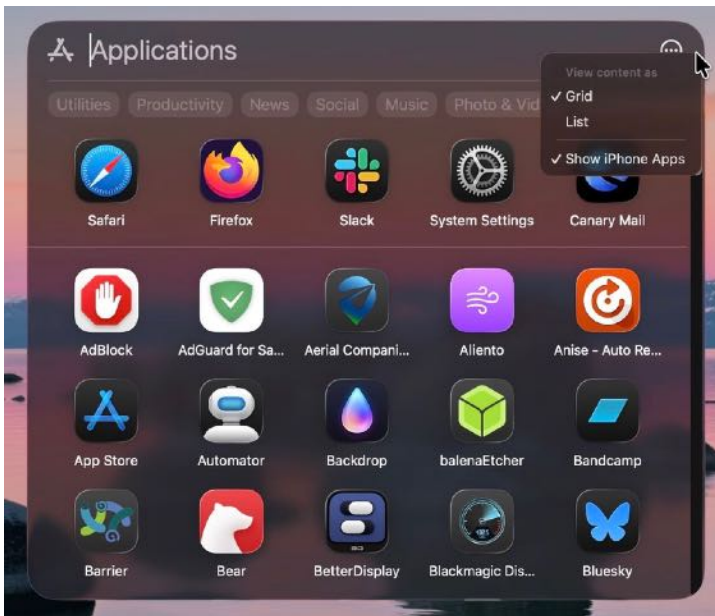 Applications
View content as
✓ Grid
List
✓ Show iPhone Apps
Utilities Productivity News Social Music Photo & Vid
Safari Firefox Slack System Settings Canary Mail
AdBlock AdGuard for Sa... Aerial Compani... Aliento Anise - Auto Re...
App Store Automator Backdrop balenaEtcher Bandcamp
Barrier Bear BetterDisplay Blackmagic Dis... Bluesky